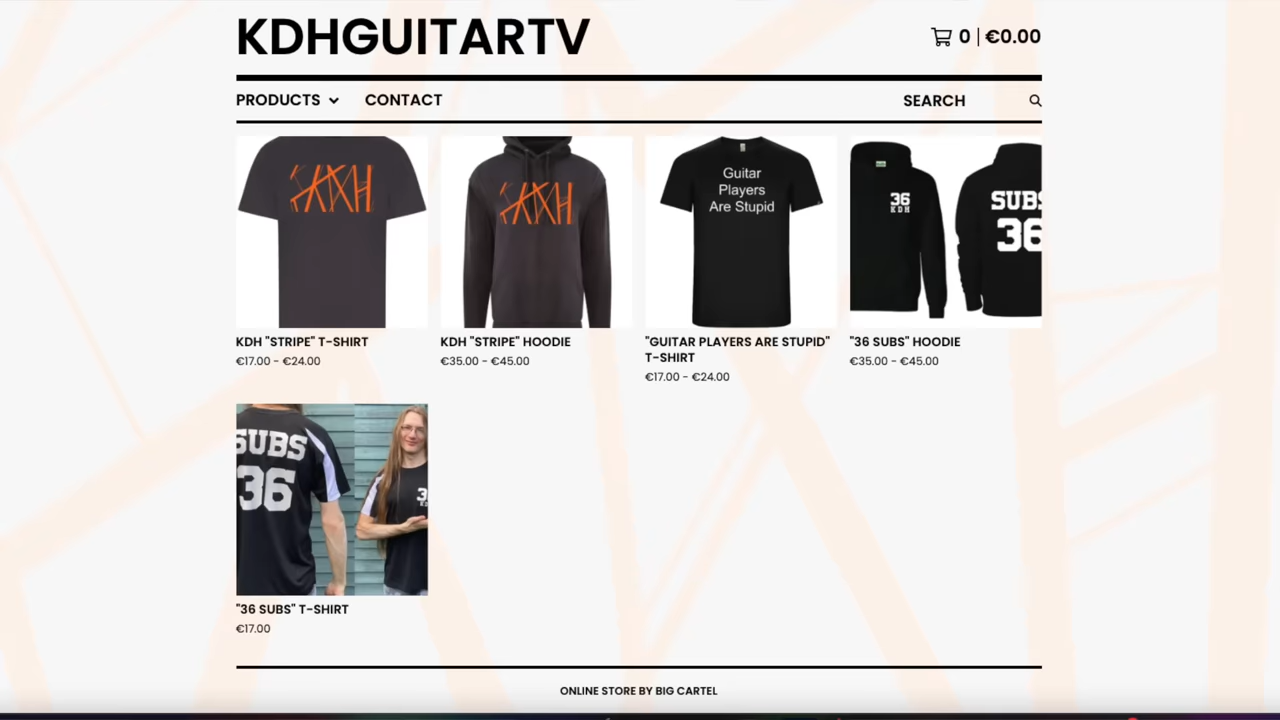 KDHGUITARTV
0 | €0.00
PRODUCTS
CONTACT
SEARCH
KDH
KDH
Guitar
Players
Are Stupid
36
KDH
SUBS
36
KDH "STRIPE" T-SHIRT
€17.00 - €24.00
KDH "STRIPE" HOODIE
€35.00 - €45.00
"GUITAR PLAYERS ARE STUPID"
T-SHIRT
€17.00 - €24.00
"36 SUBS" HOODIE
€35.00 - €45.00
SUBS
36
"36 SUBS" T-SHIRT
€17.00
ONLINE STORE BY BIG CARTEL